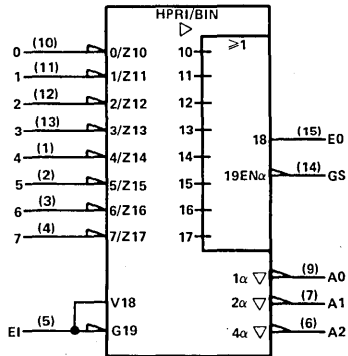 HPRI/BIN
▷
0 (10) 0/Z10 10 ⩾1
1 (11) 1/Z11 11
2 (12) 2/Z12 12
3 (13) 3/Z13 13
18 (15) E0
4 (1) 4/Z14 14
19ENα (14) GS
5 (2) 5/Z15 15
6 (3) 6/Z16 16
7 (4) 7/Z17 17
1α ▽ (9) A0
V18 2α ▽ (7) A1
EI (5) G19 4α ▽ (6) A2